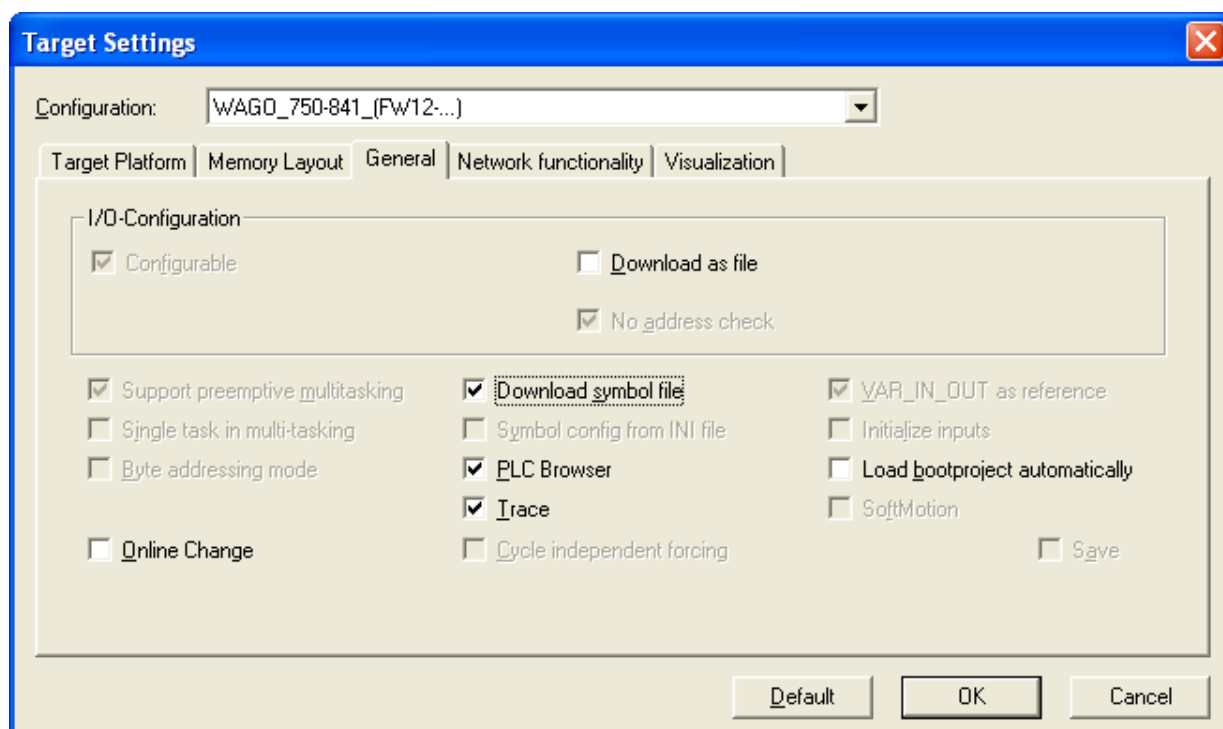 Target Settings
Configuration: WAGO_750-841_(FW12-...)
Target Platform Memory Layout General Network functionality Visualization
I/O-Configuration
Configurable Download as file
No address check
Support preemptive multitasking Download symbol file VAR_IN_OUT as reference
Single task in multi-tasking Symbol config from INI file Initialize inputs
Byte addressing mode PLC Browser Load bootproject automatically
Trace SoftMotion
Online Change Cycle independent forcing Save
Default OK Cancel